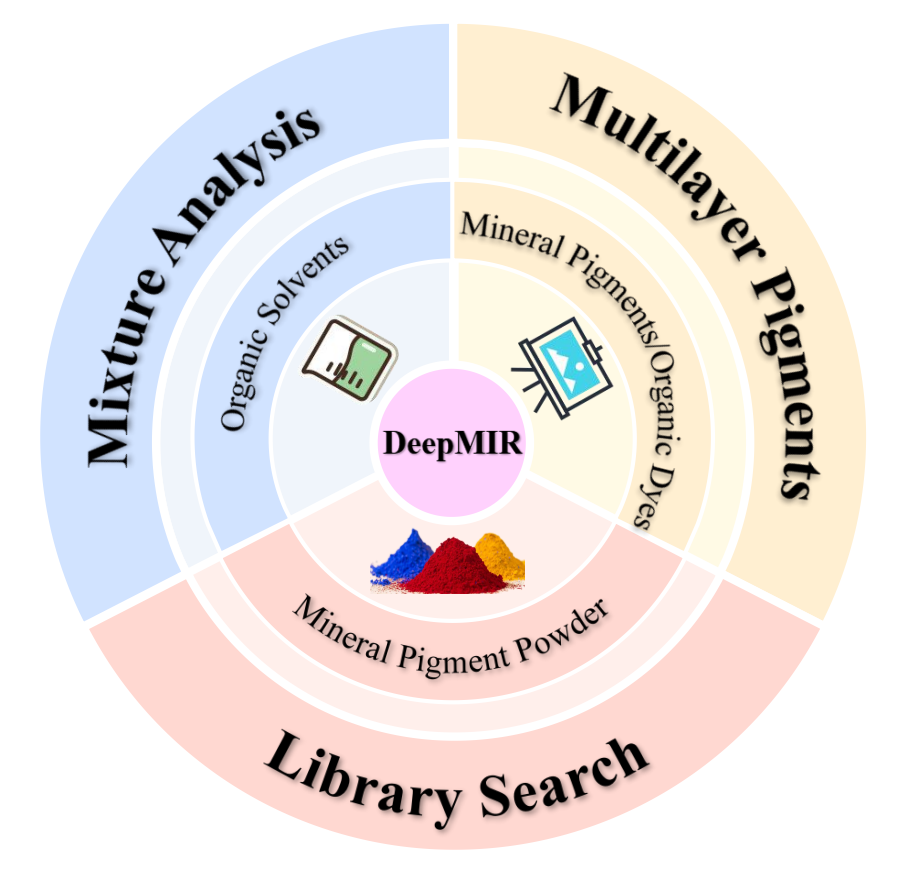 Mixture Analysis
Multilayer Pigments
Organic Solvents
Mineral Pigments/Organic Dyes
DeepMIR
Mineral Pigment Powder
Library Search